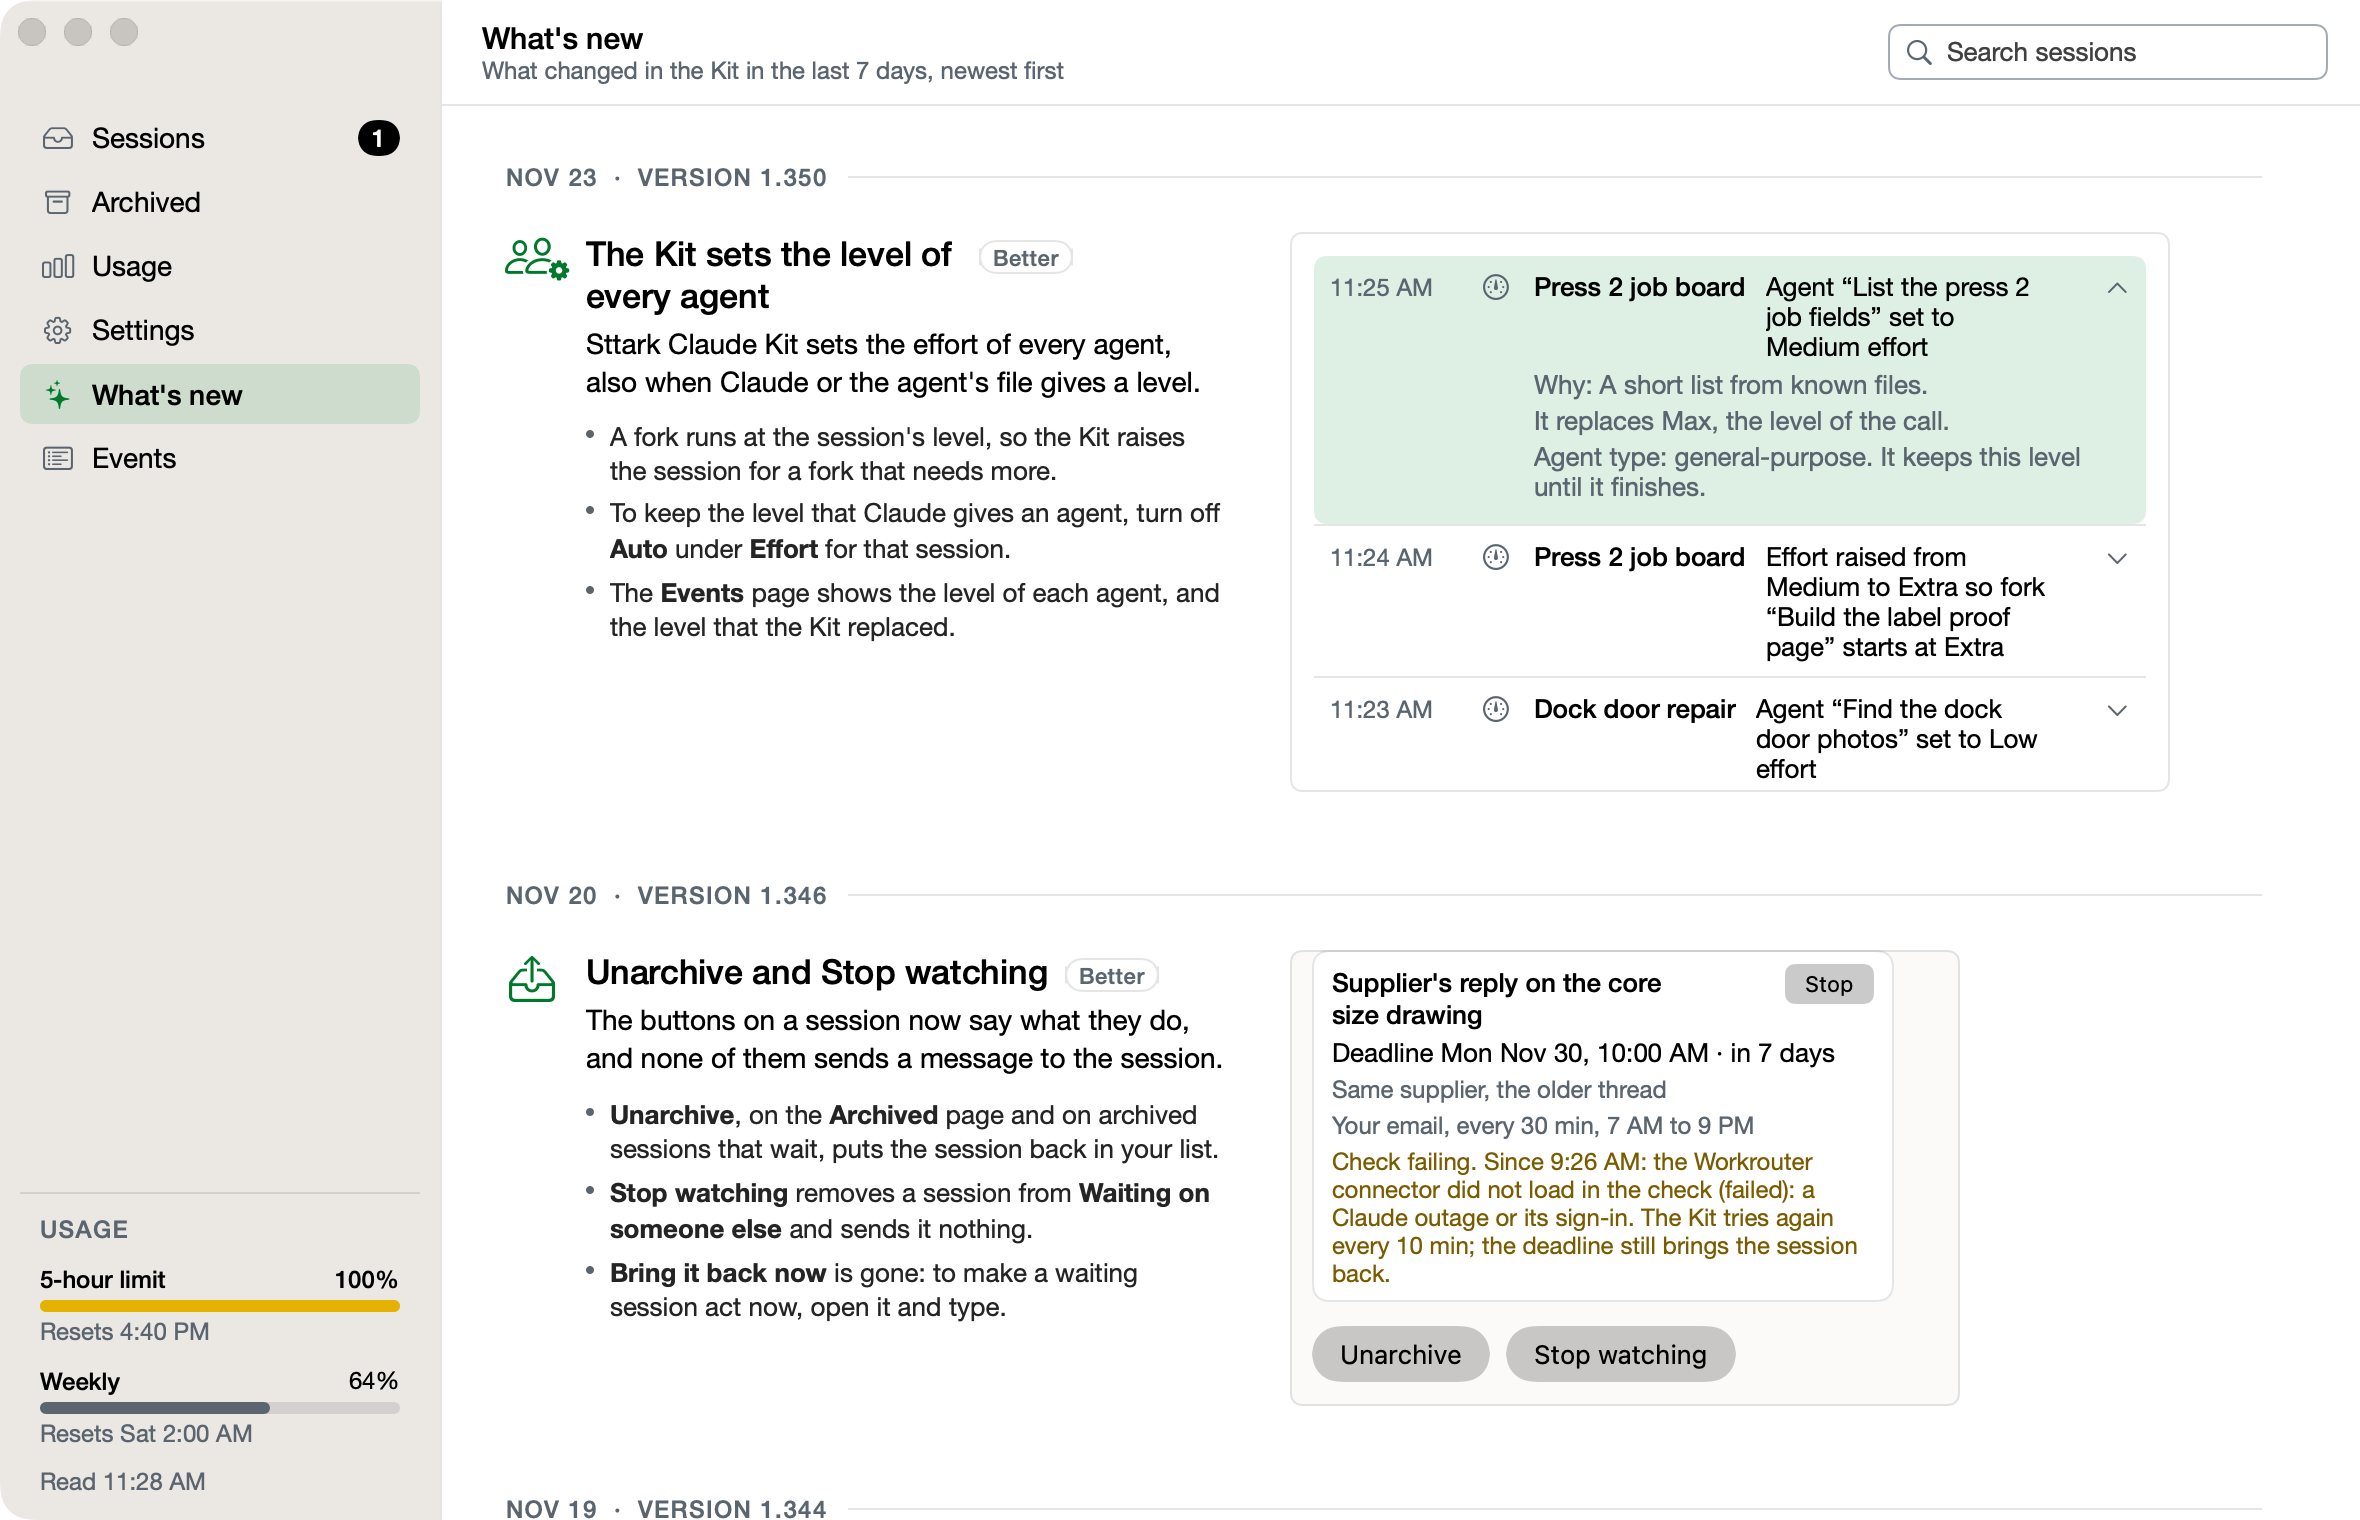 Sessions
1
Archived
Usage
Settings
What's new
Events
USAGE
5-hour limit 100%
Resets 4:40 PM
Weekly 64%
Resets Sat 2:00 AM
Read 11:28 AM
What's new
What changed in the Kit in the last 7 days, newest first
Search sessions
NOV 23 · VERSION 1.350
The Kit sets the level of
every agent
Better
Sttark Claude Kit sets the effort of every agent,
also when Claude or the agent's file gives a level.
• A fork runs at the session's level, so the Kit raises
the session for a fork that needs more.
• To keep the level that Claude gives an agent, turn off
Auto under Effort for that session.
• The Events page shows the level of each agent, and
the level that the Kit replaced.
11:25 AM Press 2 job board Agent “List the press 2
job fields” set to
Medium effort
Why: A short list from known files.
It replaces Max, the level of the call.
Agent type: general-purpose. It keeps this level
until it finishes.
11:24 AM Press 2 job board Effort raised from
Medium to Extra so fork
“Build the label proof
page” starts at Extra
11:23 AM Dock door repair Agent “Find the dock
door photos” set to Low
effort
NOV 20 · VERSION 1.346
Unarchive and Stop watching Better
The buttons on a session now say what they do,
and none of them sends a message to the session.
• Unarchive, on the Archived page and on archived
sessions that wait, puts the session back in your list.
• Stop watching removes a session from Waiting on
someone else and sends it nothing.
• Bring it back now is gone: to make a waiting
session act now, open it and type.
Supplier's reply on the core
size drawing
Stop
Deadline Mon Nov 30, 10:00 AM · in 7 days
Same supplier, the older thread
Your email, every 30 min, 7 AM to 9 PM
Check failing. Since 9:26 AM: the Workrouter
connector did not load in the check (failed): a
Claude outage or its sign-in. The Kit tries again
every 10 min; the deadline still brings the session
back.
Unarchive
Stop watching
NOV 19 · VERSION 1.344